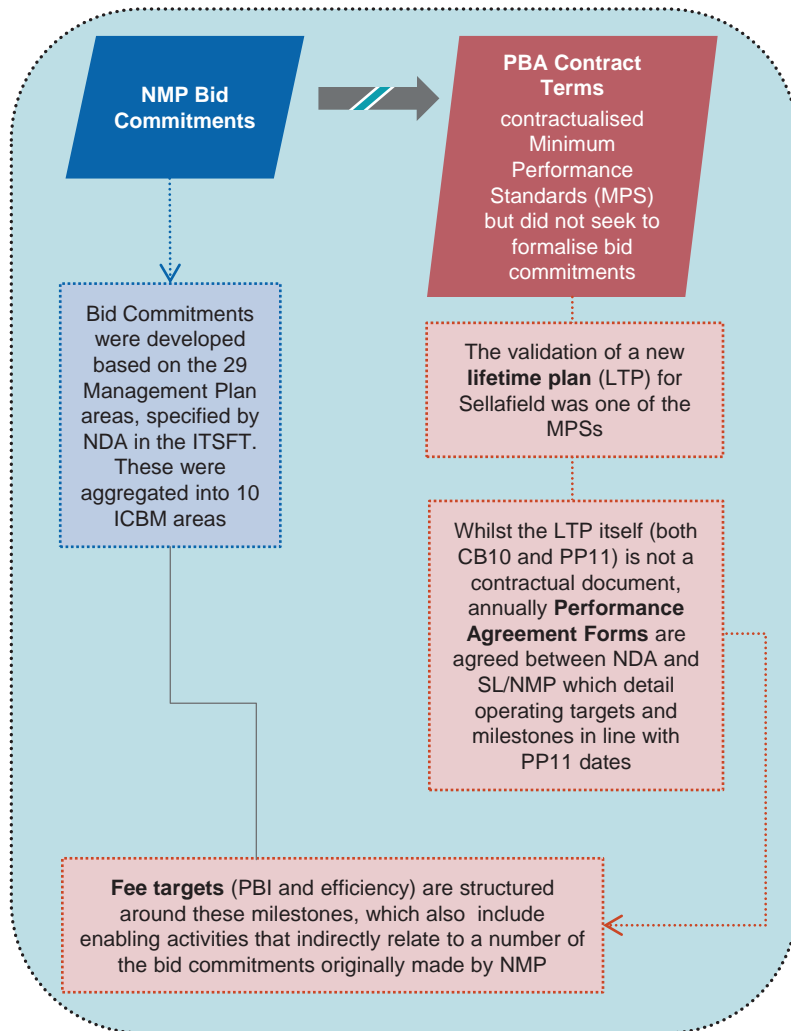 NMP Bid
Commitments
PBA Contract
Terms
contractualised
Minimum
Performance
Standards (MPS)
but did not seek to
formalise bid
commitments
Bid Commitments
were developed
based on the 29
Management Plan
areas, specified by
NDA in the ITSFT.
These were
aggregated into 10
ICBM areas
The validation of a new
lifetime plan (LTP) for
Sellafield was one of the
MPSs
Whilst the LTP itself (both
CB10 and PP11) is not a
contractual document,
annually Performance
Agreement Forms are
agreed between NDA and
SL/NMP which detail
operating targets and
milestones in line with
PP11 dates
Fee targets (PBI and efficiency) are structured
around these milestones, which also include
enabling activities that indirectly relate to a number of
the bid commitments originally made by NMP